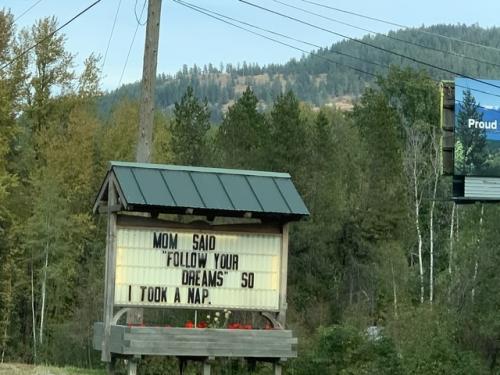 MOM SAID
"FOLLOW YOUR
DREAMS" SO
I TOOK A NAP.
Proud